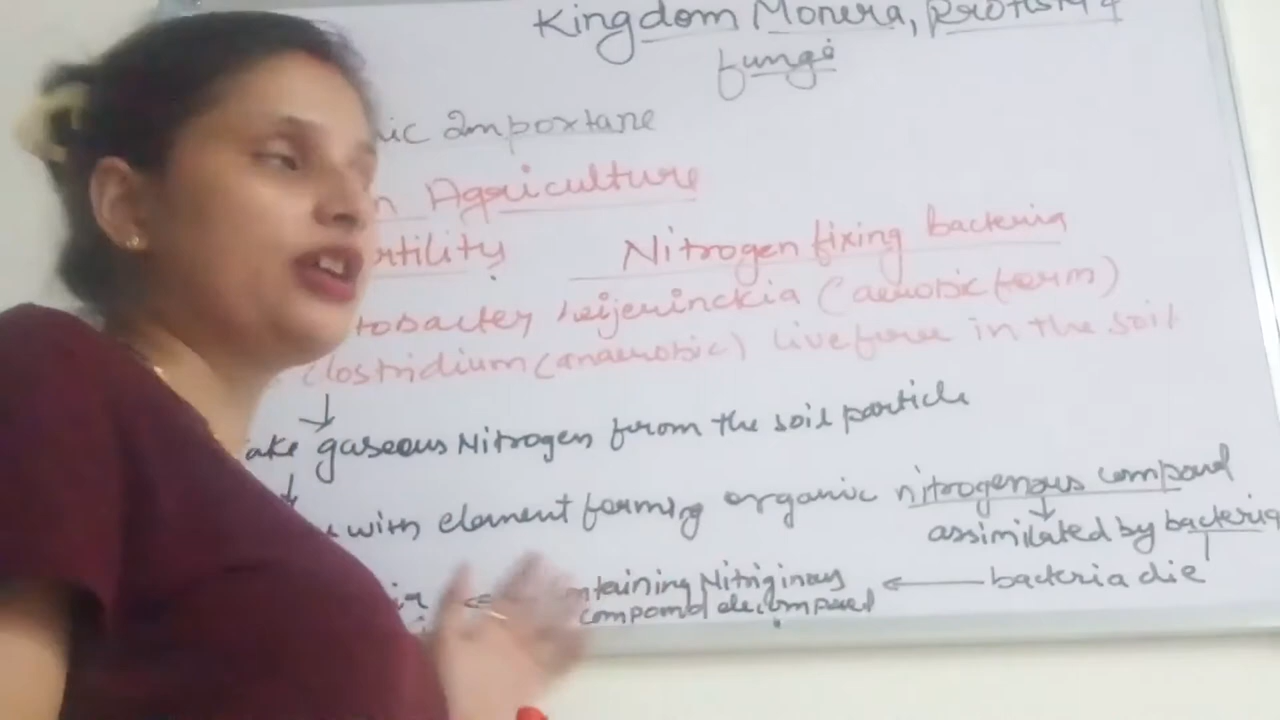 Kingdom Monera, Protista &
fungi
ic Importane
n Agriculture
rtility Nitrogen fixing bacteria
tobacter, beijerinckia (aerobic form)
clostridium (anaerobic) live free in the soil
ake gaseous Nitrogen from the soil particle
with element forming organic nitrogenous compound
assimilated by bacteria
bacteria die
ntaining Nitriginous
compound decomposed